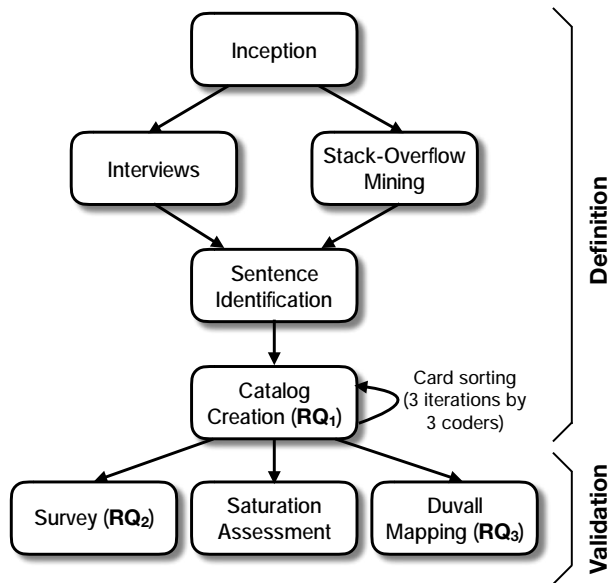 Inception
Interviews
Stack-Overflow
Mining
Sentence
Identification
Catalog
Creation (RQ₁)
Card sorting
(3 iterations by
3 coders)
Definition
Survey (RQ₂)
Saturation
Assessment
Duvall
Mapping (RQ₃)
Validation